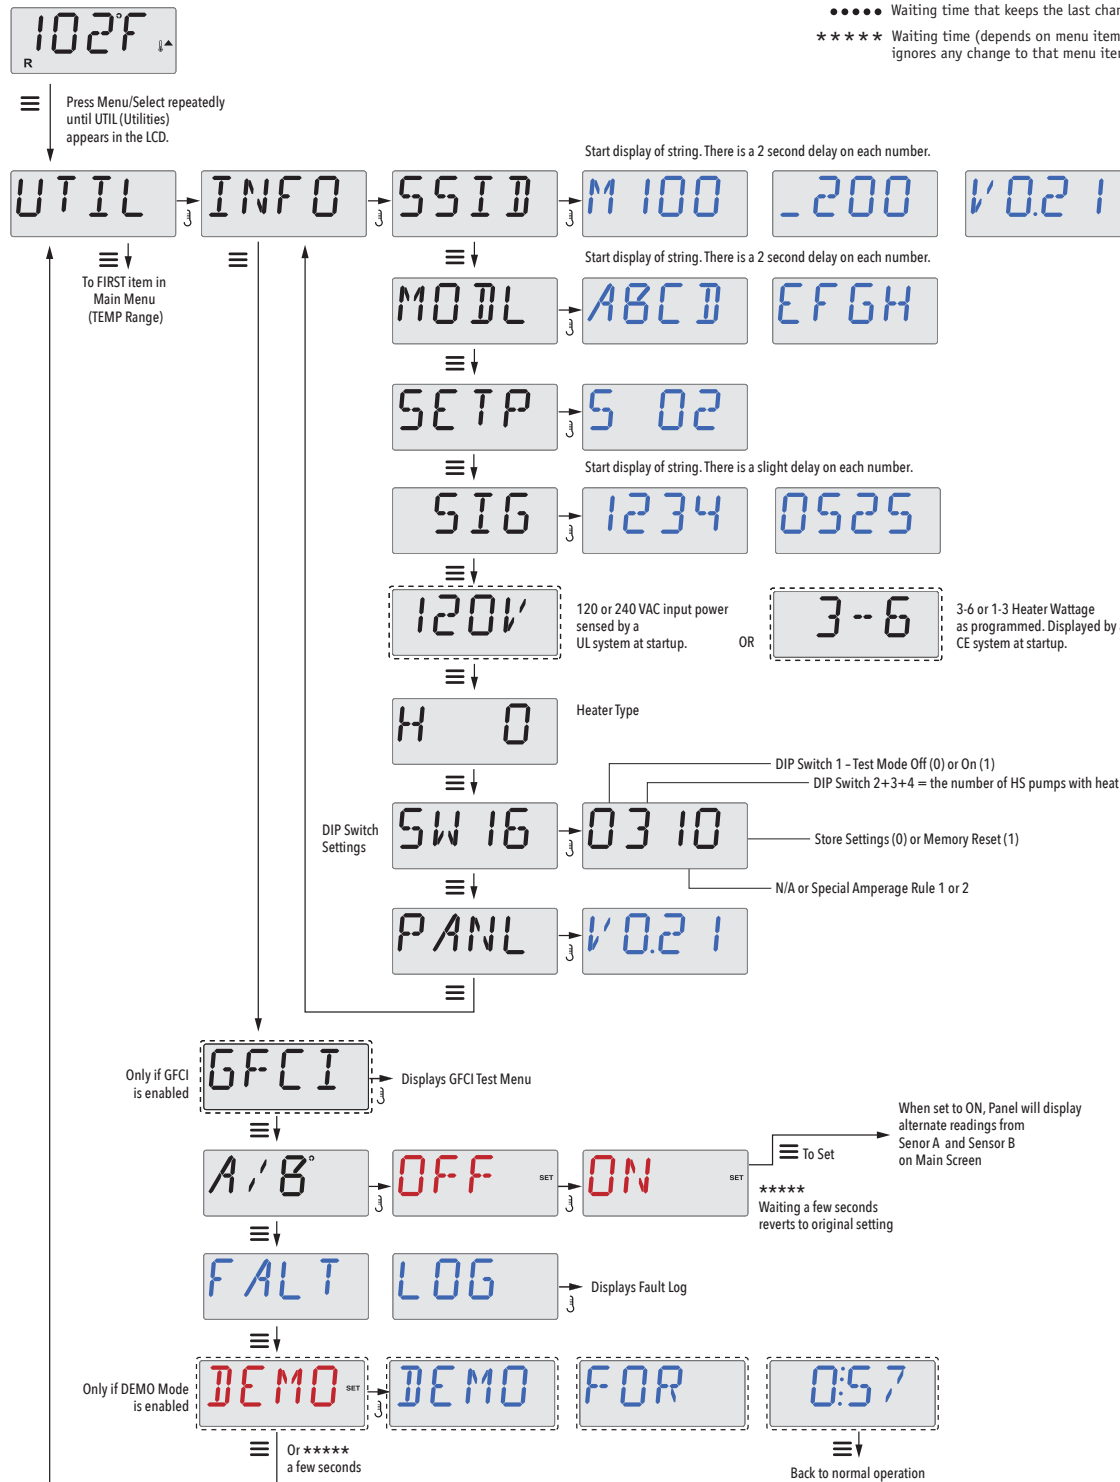 102°F
R
●●●●● Waiting time that keeps the last
***** Waiting time (depends on menu
ignores any change to that menu
Press Menu/Select repeatedly
until UTIL (Utilities)
appears in the LCD.
Start display of string. There is a 2 second delay on each number.
UTIL
INFO
SSID
M100
_200
V0.21
To FIRST item in
Main Menu
(TEMP Range)
Start display of string. There is a 2 second delay on each number.
MODL
ABCD
EFGH
SETP
S 02
Start display of string. There is a slight delay on each number.
SIG
1234
0525
120V
120 or 240 VAC input power
sensed by a
UL system at startup.
OR
3-6
3-6 or 1-3 Heater Wattage
as programmed. Displayed by
CE system at startup.
H 0
Heater Type
DIP Switch 1 – Test Mode Off (0) or On (1)
DIP Switch 2+3+4 = the number of HS pumps with heat
DIP Switch
Settings
SW16
0310
Store Settings (0) or Memory Reset (1)
N/A or Special Amperage Rule 1 or 2
PANL
V0.21
Only if GFCI
is enabled
GFCI
Displays GFCI Test Menu
When set to ON, Panel will display
alternate readings from
Senor A and Sensor B
on Main Screen
A/B°
OFF SET
ON SET
To Set
*****
Waiting a few seconds
reverts to original setting
FALT
LOG
Displays Fault Log
Only if DEMO Mode
is enabled
DEMO SET
DEMO
FOR
0:57
Or *****
a few seconds
Back to normal operation